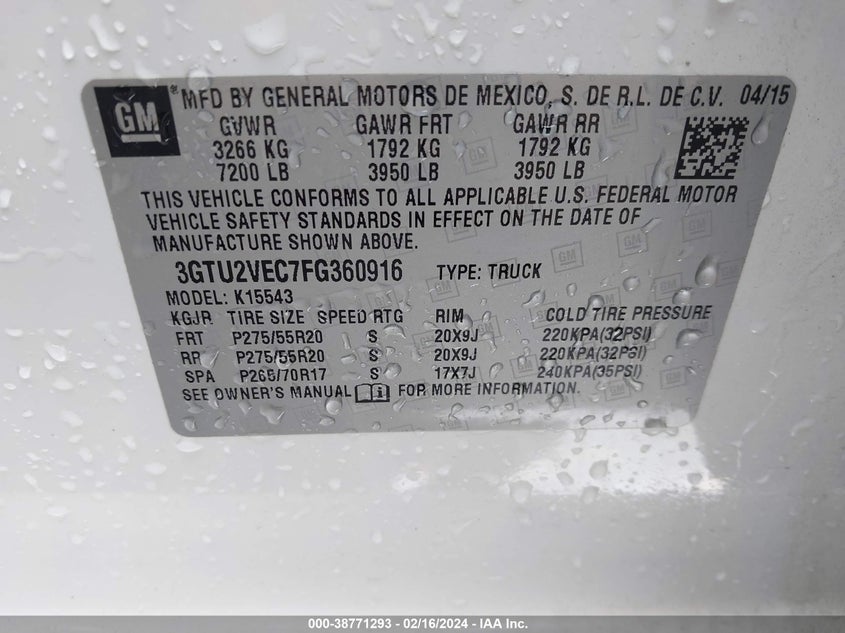 GM ® MFD BY GENERAL MOTORS DE MEXICO, S. DE R.L. DE C.V. 04/15
GVWR GAWR FRT GAWR RR
3266 KG 1792 KG 1792 KG
7200 LB 3950 LB 3950 LB
THIS VEHICLE CONFORMS TO ALL APPLICABLE U.S. FEDERAL MOTOR
VEHICLE SAFETY STANDARDS IN EFFECT ON THE DATE OF
MANUFACTURE SHOWN ABOVE.
3GTU2VEC7FG360916 TYPE: TRUCK
MODEL: K15543
KGJR TIRE SIZE SPEED RTG RIM COLD TIRE PRESSURE
FRT P275/55R20 S 20X9J 220KPA(32PSI)
RR P275/55R20 S 20X9J 220KPA(32PSI)
SPA P265/70R17 S 17X7J 240KPA(35PSI)
SEE OWNER'S MANUAL FOR MORE INFORMATION.
000-38771293 - 02/16/2024 - IAA Inc.